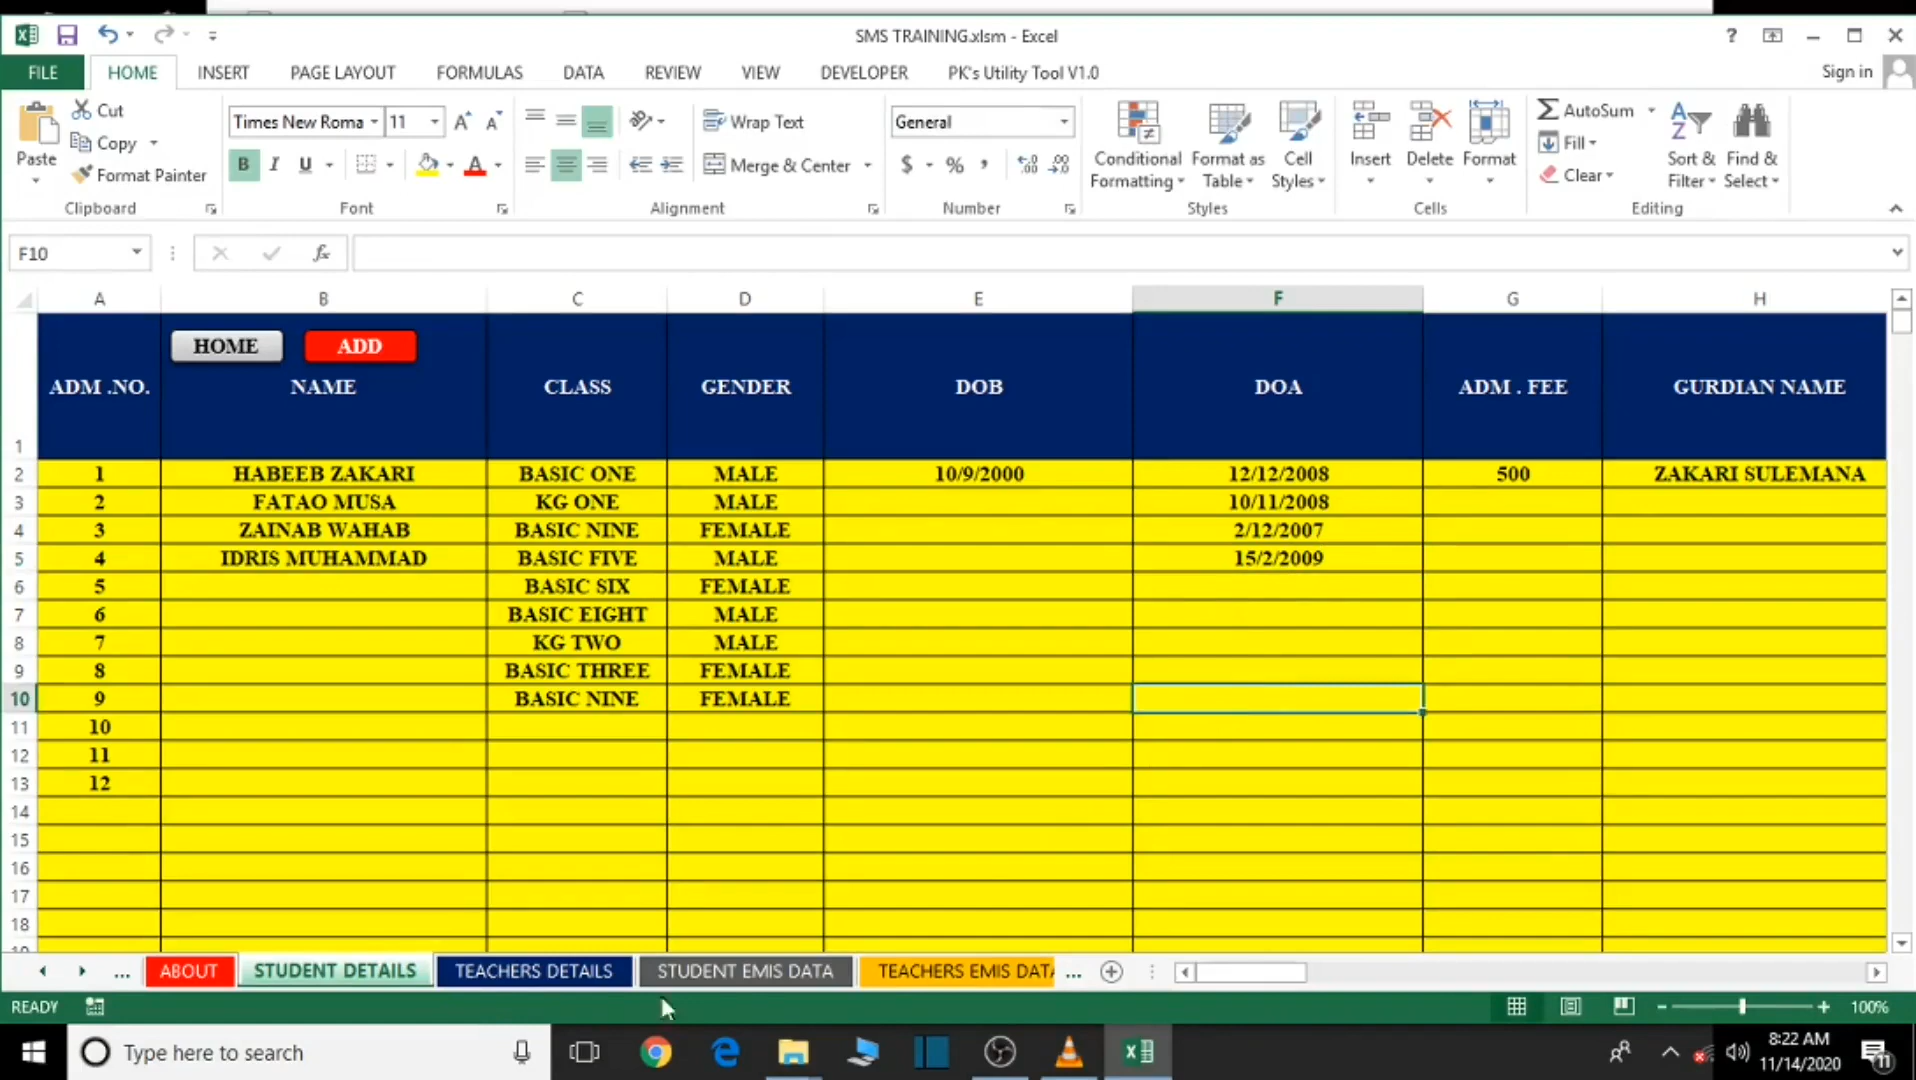 SMS TRAINING.xlsm - Excel
?
FILE HOME INSERT PAGE LAYOUT FORMULAS DATA REVIEW VIEW DEVELOPER PK's Utility Tool V1.0 Sign in
Paste Cut Copy Format Painter
Times New Roma 11
B I U A
Wrap Text
Merge & Center
General
$ % ,
Conditional Formatting
Format as Table
Cell Styles
Insert Delete Format
AutoSum
Fill
Clear
Sort & Filter
Find & Select
Clipboard Font Alignment Number Styles Cells Editing
F10 fx
A B C D E F G H
HOME ADD
1 ADM .NO. NAME CLASS GENDER DOB DOA ADM . FEE GURDIAN NAME
2 1 HABEEB ZAKARI BASIC ONE MALE 10/9/2000 12/12/2008 500 ZAKARI SULEMANA
3 2 FATAO MUSA KG ONE MALE 10/11/2008
4 3 ZAINAB WAHAB BASIC NINE FEMALE 2/12/2007
5 4 IDRIS MUHAMMAD BASIC FIVE MALE 15/2/2009
6 5 BASIC SIX FEMALE
7 6 BASIC EIGHT MALE
8 7 KG TWO MALE
9 8 BASIC THREE FEMALE
10 9 BASIC NINE FEMALE
11 10
12 11
13 12
14
15
16
17
18
... ABOUT STUDENT DETAILS TEACHERS DETAILS STUDENT EMIS DATA TEACHERS EMIS DATA ...
READY 100%
Type here to search
8:22 AM
11/14/2020
11